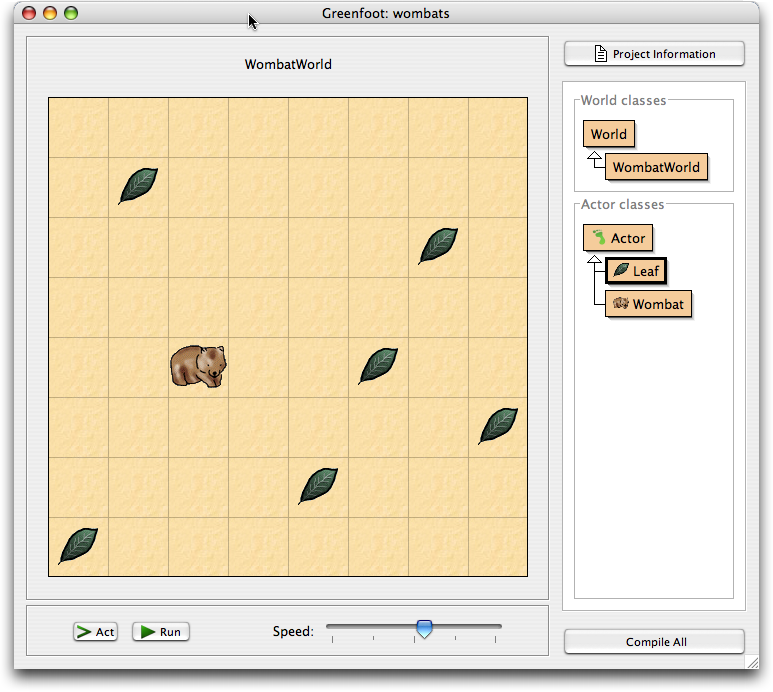 Greenfoot: wombats
WombatWorld
Project Information
World classes
World
WombatWorld
Actor classes
Actor
Leaf
Wombat
Act
Run
Speed:
Compile All